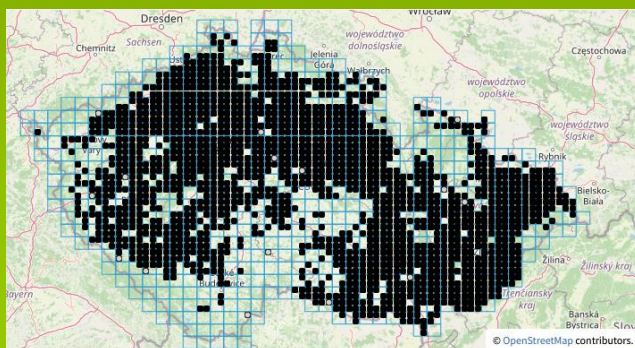 Dresden
Wrocław
Chemnitz
Sachsen
województwo
dolnośląskie
Jelenia
Góra
Wałbrzych
Częstochowa
województwo
opolskie
województwo
śląskie
Rybnik
Bielsko-
Biała
Vary
Budějovice
Bayern
Žilina
Žilinský kraj
Trenčiansky
kraj
Banská
Bystrica
© OpenStreetMap contributors.